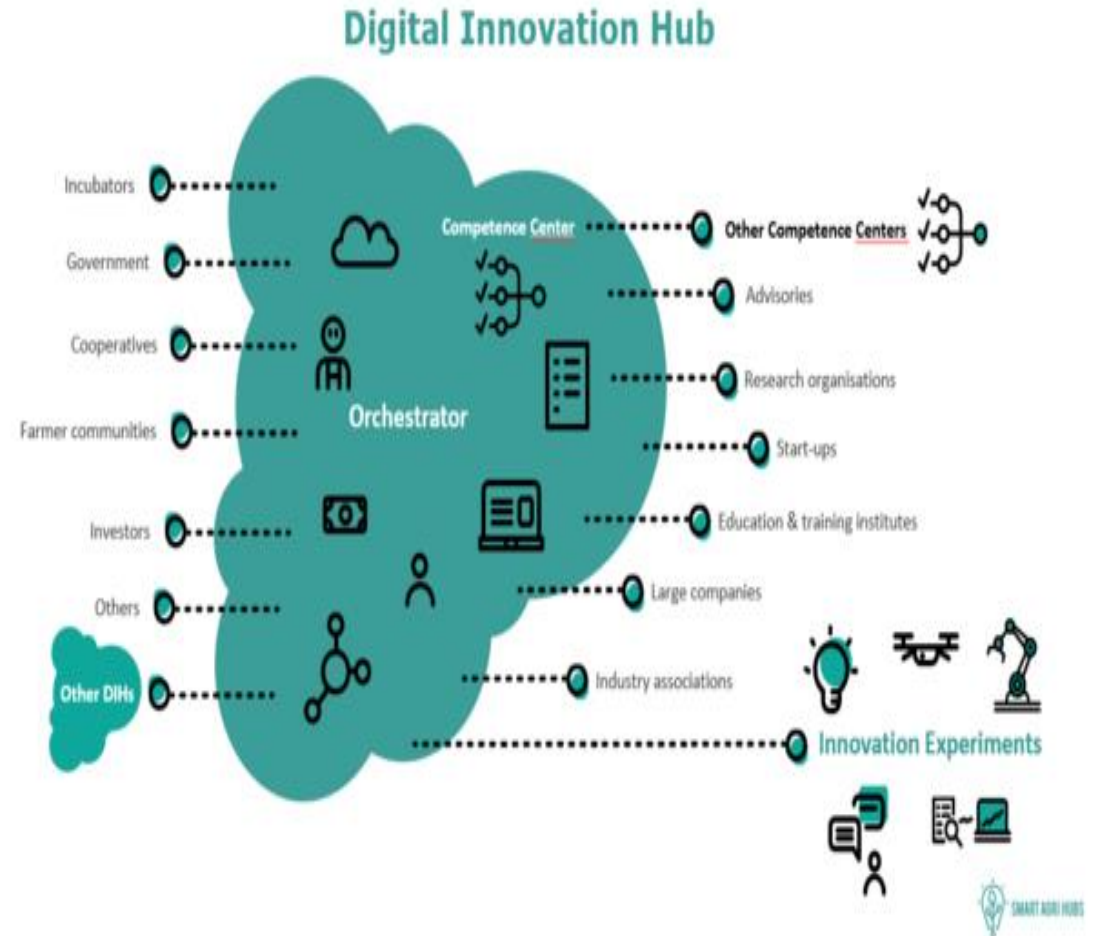 Digital Innovation Hub
Incubators
Government
Cooperatives
Farmer communities
Investors
Others
Other DIHs
Competence Center
Orchestrator
Other Competence Centers
Advisories
Research organisations
Start-ups
Education & training institutes
Large companies
Industry associations
Innovation Experiments
SMART AGRI HUBS